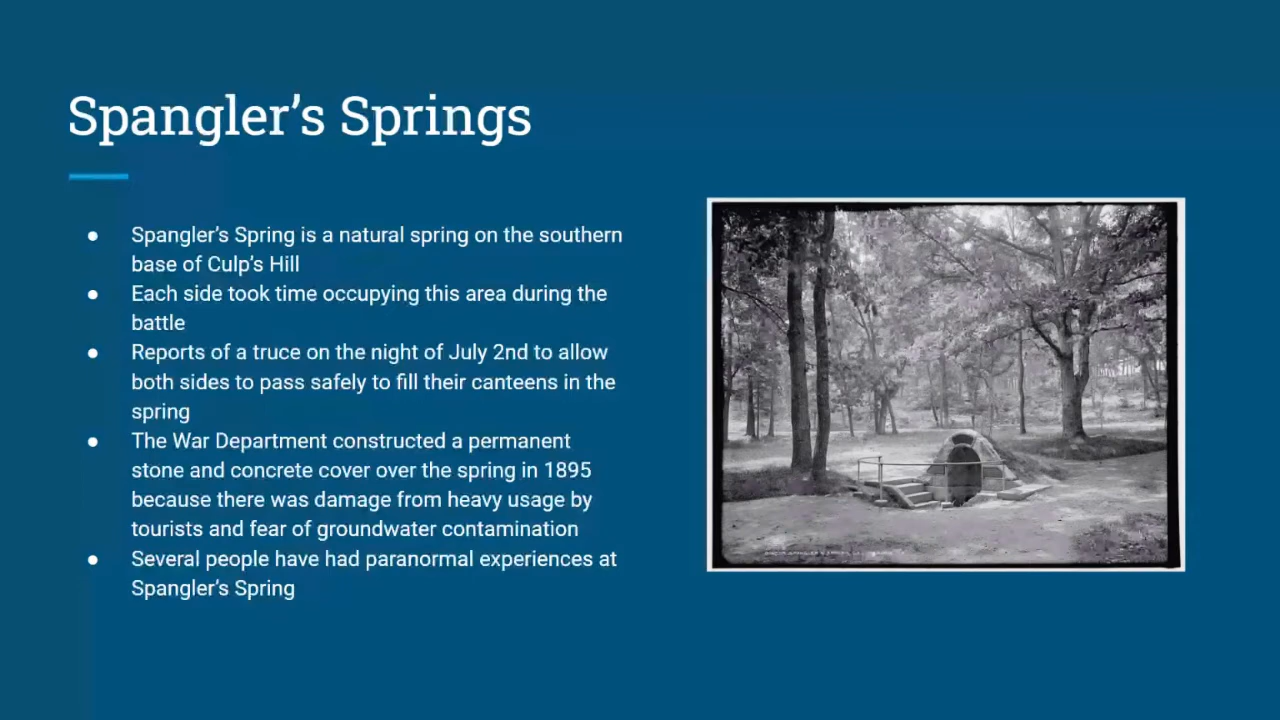 Spangler’s Springs
● Spangler’s Spring is a natural spring on the southern
base of Culp’s Hill
● Each side took time occupying this area during the
battle
● Reports of a truce on the night of July 2nd to allow
both sides to pass safely to fill their canteens in the
spring
● The War Department constructed a permanent
stone and concrete cover over the spring in 1895
because there was damage from heavy usage by
tourists and fear of groundwater contamination
● Several people have had paranormal experiences at
Spangler’s Spring